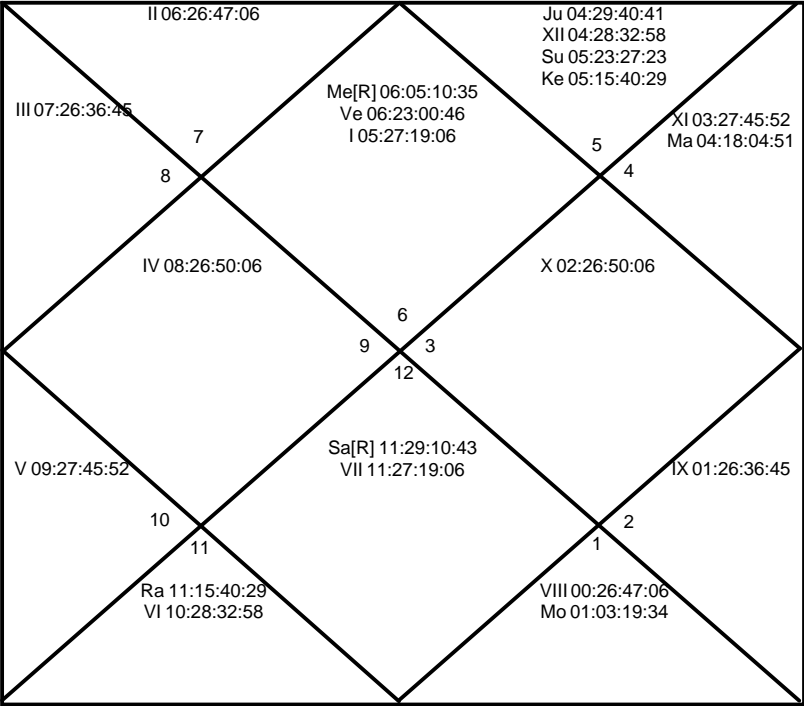 II 06:26:47:06
Ju 04:29:40:41
XII 04:28:32:58
Su 05:23:27:23
Ke 05:15:40:29
Me[R] 06:05:10:35
Ve 06:23:00:46
I 05:27:19:06
III 07:26:36:45
XI 03:27:45:52
Ma 04:18:04:51
7
5
8
4
IV 08:26:50:06
X 02:26:50:06
6
9
3
12
Sa[R] 11:29:10:43
VII 11:27:19:06
V 09:27:45:52
IX 01:26:36:45
10
2
11
1
Ra 11:15:40:29
VI 10:28:32:58
VIII 00:26:47:06
Mo 01:03:19:34